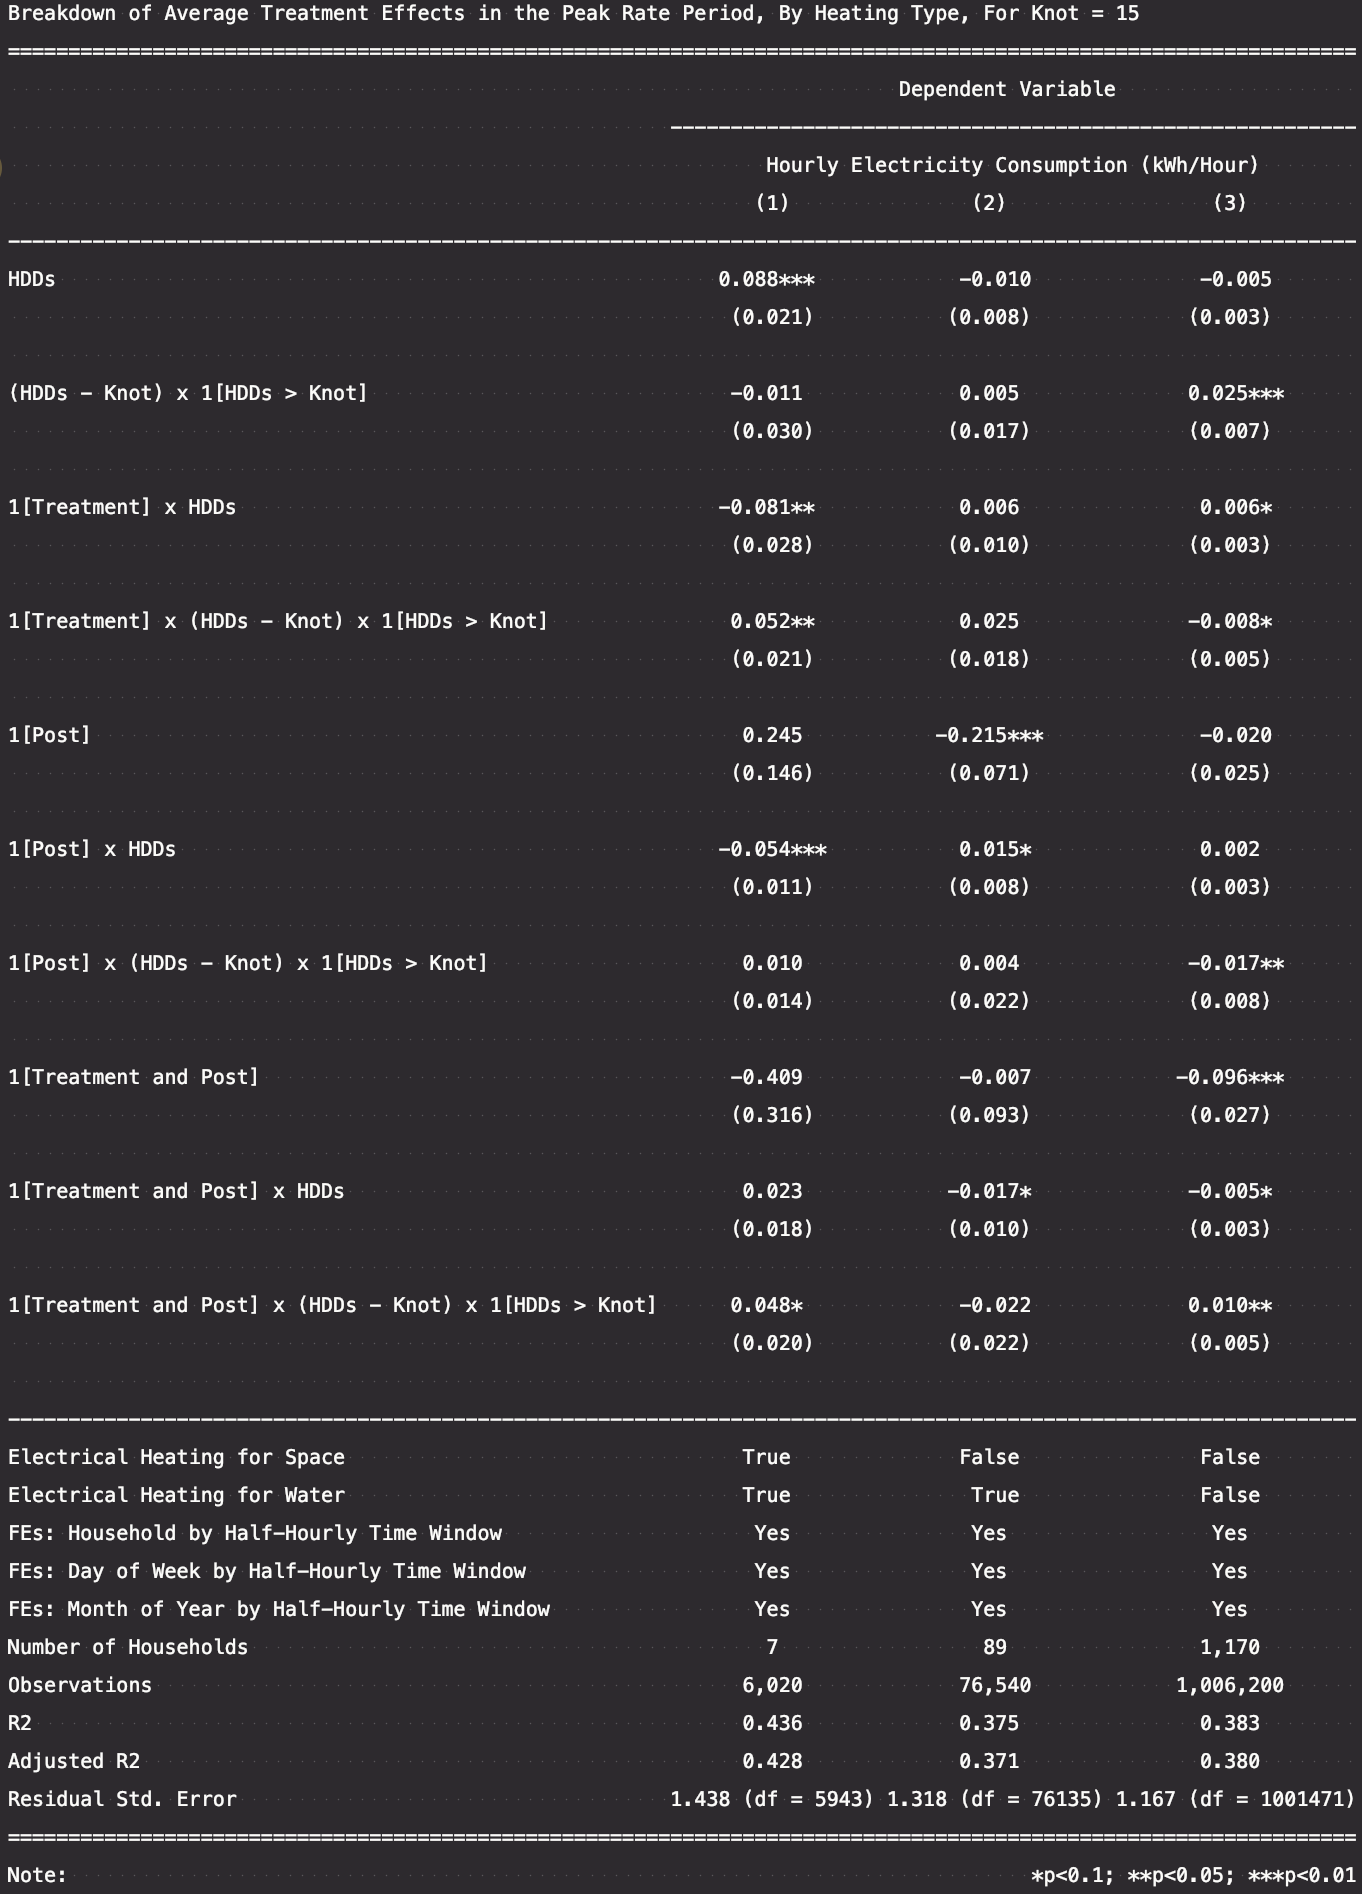 Breakdown of Average Treatment Effects in the Peak Rate Period, By Heating Type, For Knot = 15
Dependent Variable
Hourly Electricity Consumption (kWh/Hour)
(1) (2) (3)
HDDs 0.088*** -0.010 -0.005
(0.021) (0.008) (0.003)
(HDDs - Knot) x 1[HDDs > Knot] -0.011 0.005 0.025***
(0.030) (0.017) (0.007)
1[Treatment] x HDDs -0.081** 0.006 0.006*
(0.028) (0.010) (0.003)
1[Treatment] x (HDDs - Knot) x 1[HDDs > Knot] 0.052** 0.025 -0.008*
(0.021) (0.018) (0.005)
1[Post] 0.245 -0.215*** -0.020
(0.146) (0.071) (0.025)
1[Post] x HDDs -0.054*** 0.015* 0.002
(0.011) (0.008) (0.003)
1[Post] x (HDDs - Knot) x 1[HDDs > Knot] 0.010 0.004 -0.017**
(0.014) (0.022) (0.008)
1[Treatment and Post] -0.409 -0.007 -0.096***
(0.316) (0.093) (0.027)
1[Treatment and Post] x HDDs 0.023 -0.017* -0.005*
(0.018) (0.010) (0.003)
1[Treatment and Post] x (HDDs - Knot) x 1[HDDs > Knot] 0.048* -0.022 0.010**
(0.020) (0.022) (0.005)
Electrical Heating for Space True False False
Electrical Heating for Water True True False
FEs: Household by Half-Hourly Time Window Yes Yes Yes
FEs: Day of Week by Half-Hourly Time Window Yes Yes Yes
FEs: Month of Year by Half-Hourly Time Window Yes Yes Yes
Number of Households 7 89 1,170
Observations 6,020 76,540 1,006,200
R2 0.436 0.375 0.383
Adjusted R2 0.428 0.371 0.380
Residual Std. Error 1.438 (df = 5943) 1.318 (df = 76135) 1.167 (df = 1001471)
Note: *p<0.1; **p<0.05; ***p<0.01